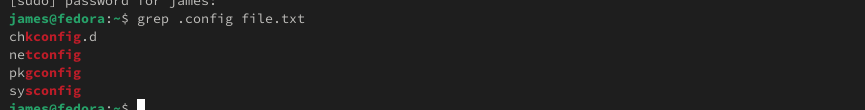 [sudo] password for james:
james@fedora:~$ grep .config file.txt
chkconfig.d
netconfig
pkgconfig
sysconfig
james@fedora:~$